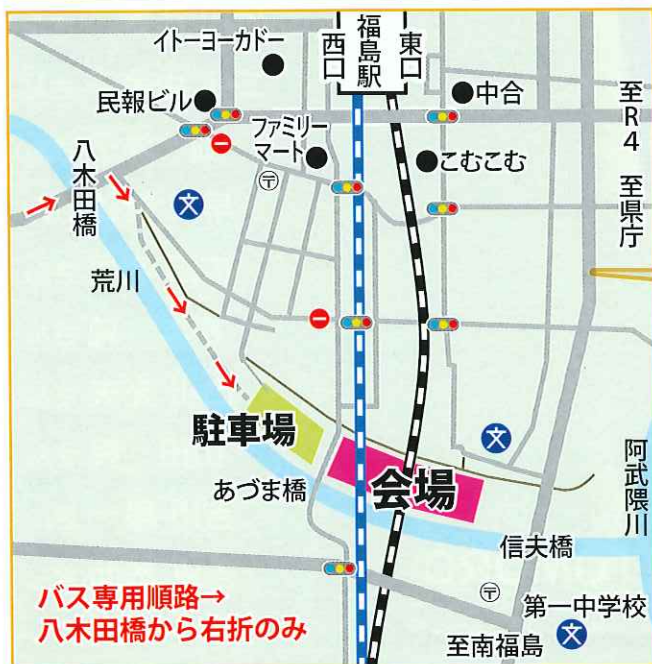 イトーヨーカドー
西口
福島駅
東口
民報ビル
中合
ファミリー
マート
こむこむ
至R4 至県庁
八木田橋
〒
文
荒川
駐車場
会場
文
あづま橋
阿武隈川
信夫橋
〒
バス専用順路→
八木田橋から右折のみ
第一中学校
至南福島
文